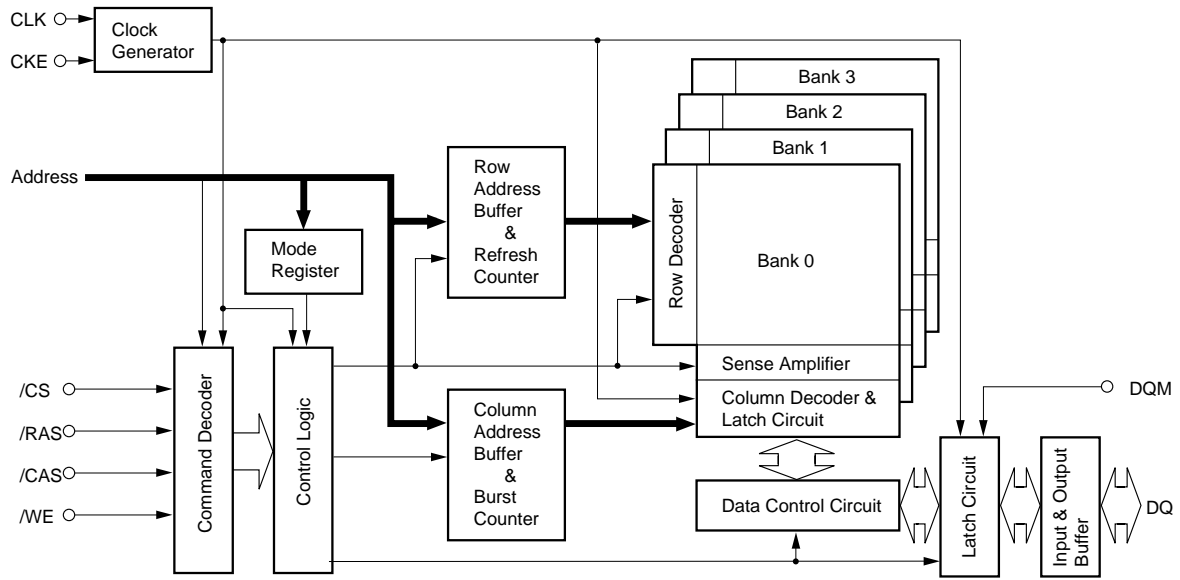 CLK
CKE
Clock
Generator
Bank 3
Bank 2
Bank 1
Address
Row
Address
Buffer
&
Refresh
Counter
Row Decoder
Bank 0
Mode
Register
Sense Amplifier
Column Decoder &
Latch Circuit
/CS
/RAS
/CAS
/WE
Command Decoder
Control Logic
Column
Address
Buffer
&
Burst
Counter
DQM
Data Control Circuit
Latch Circuit
Input & Output
Buffer
DQ